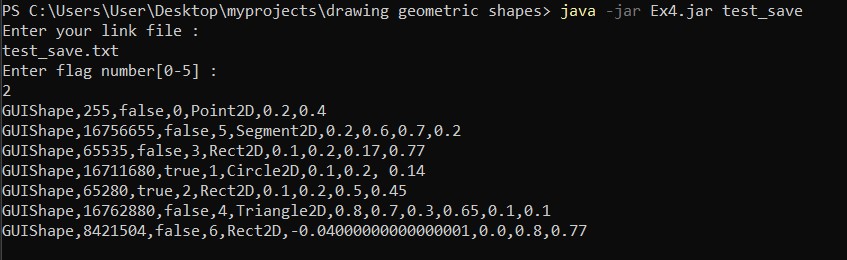 PS C:\Users\User\Desktop\myprojects\drawing geometric shapes> java -jar Ex4.jar test_save
Enter your link file :
test_save.txt
Enter flag number[0-5] :
2
GUIShape,255,false,0,Point2D,0.2,0.4
GUIShape,16756655,false,5,Segment2D,0.2,0.6,0.7,0.2
GUIShape,65535,false,3,Rect2D,0.1,0.2,0.17,0.77
GUIShape,16711680,true,1,Circle2D,0.1,0.2, 0.14
GUIShape,65280,true,2,Rect2D,0.1,0.2,0.5,0.45
GUIShape,16762880,false,4,Triangle2D,0.8,0.7,0.3,0.65,0.1,0.1
GUIShape,8421504,false,6,Rect2D,-0.04000000000000001,0.0,0.8,0.77